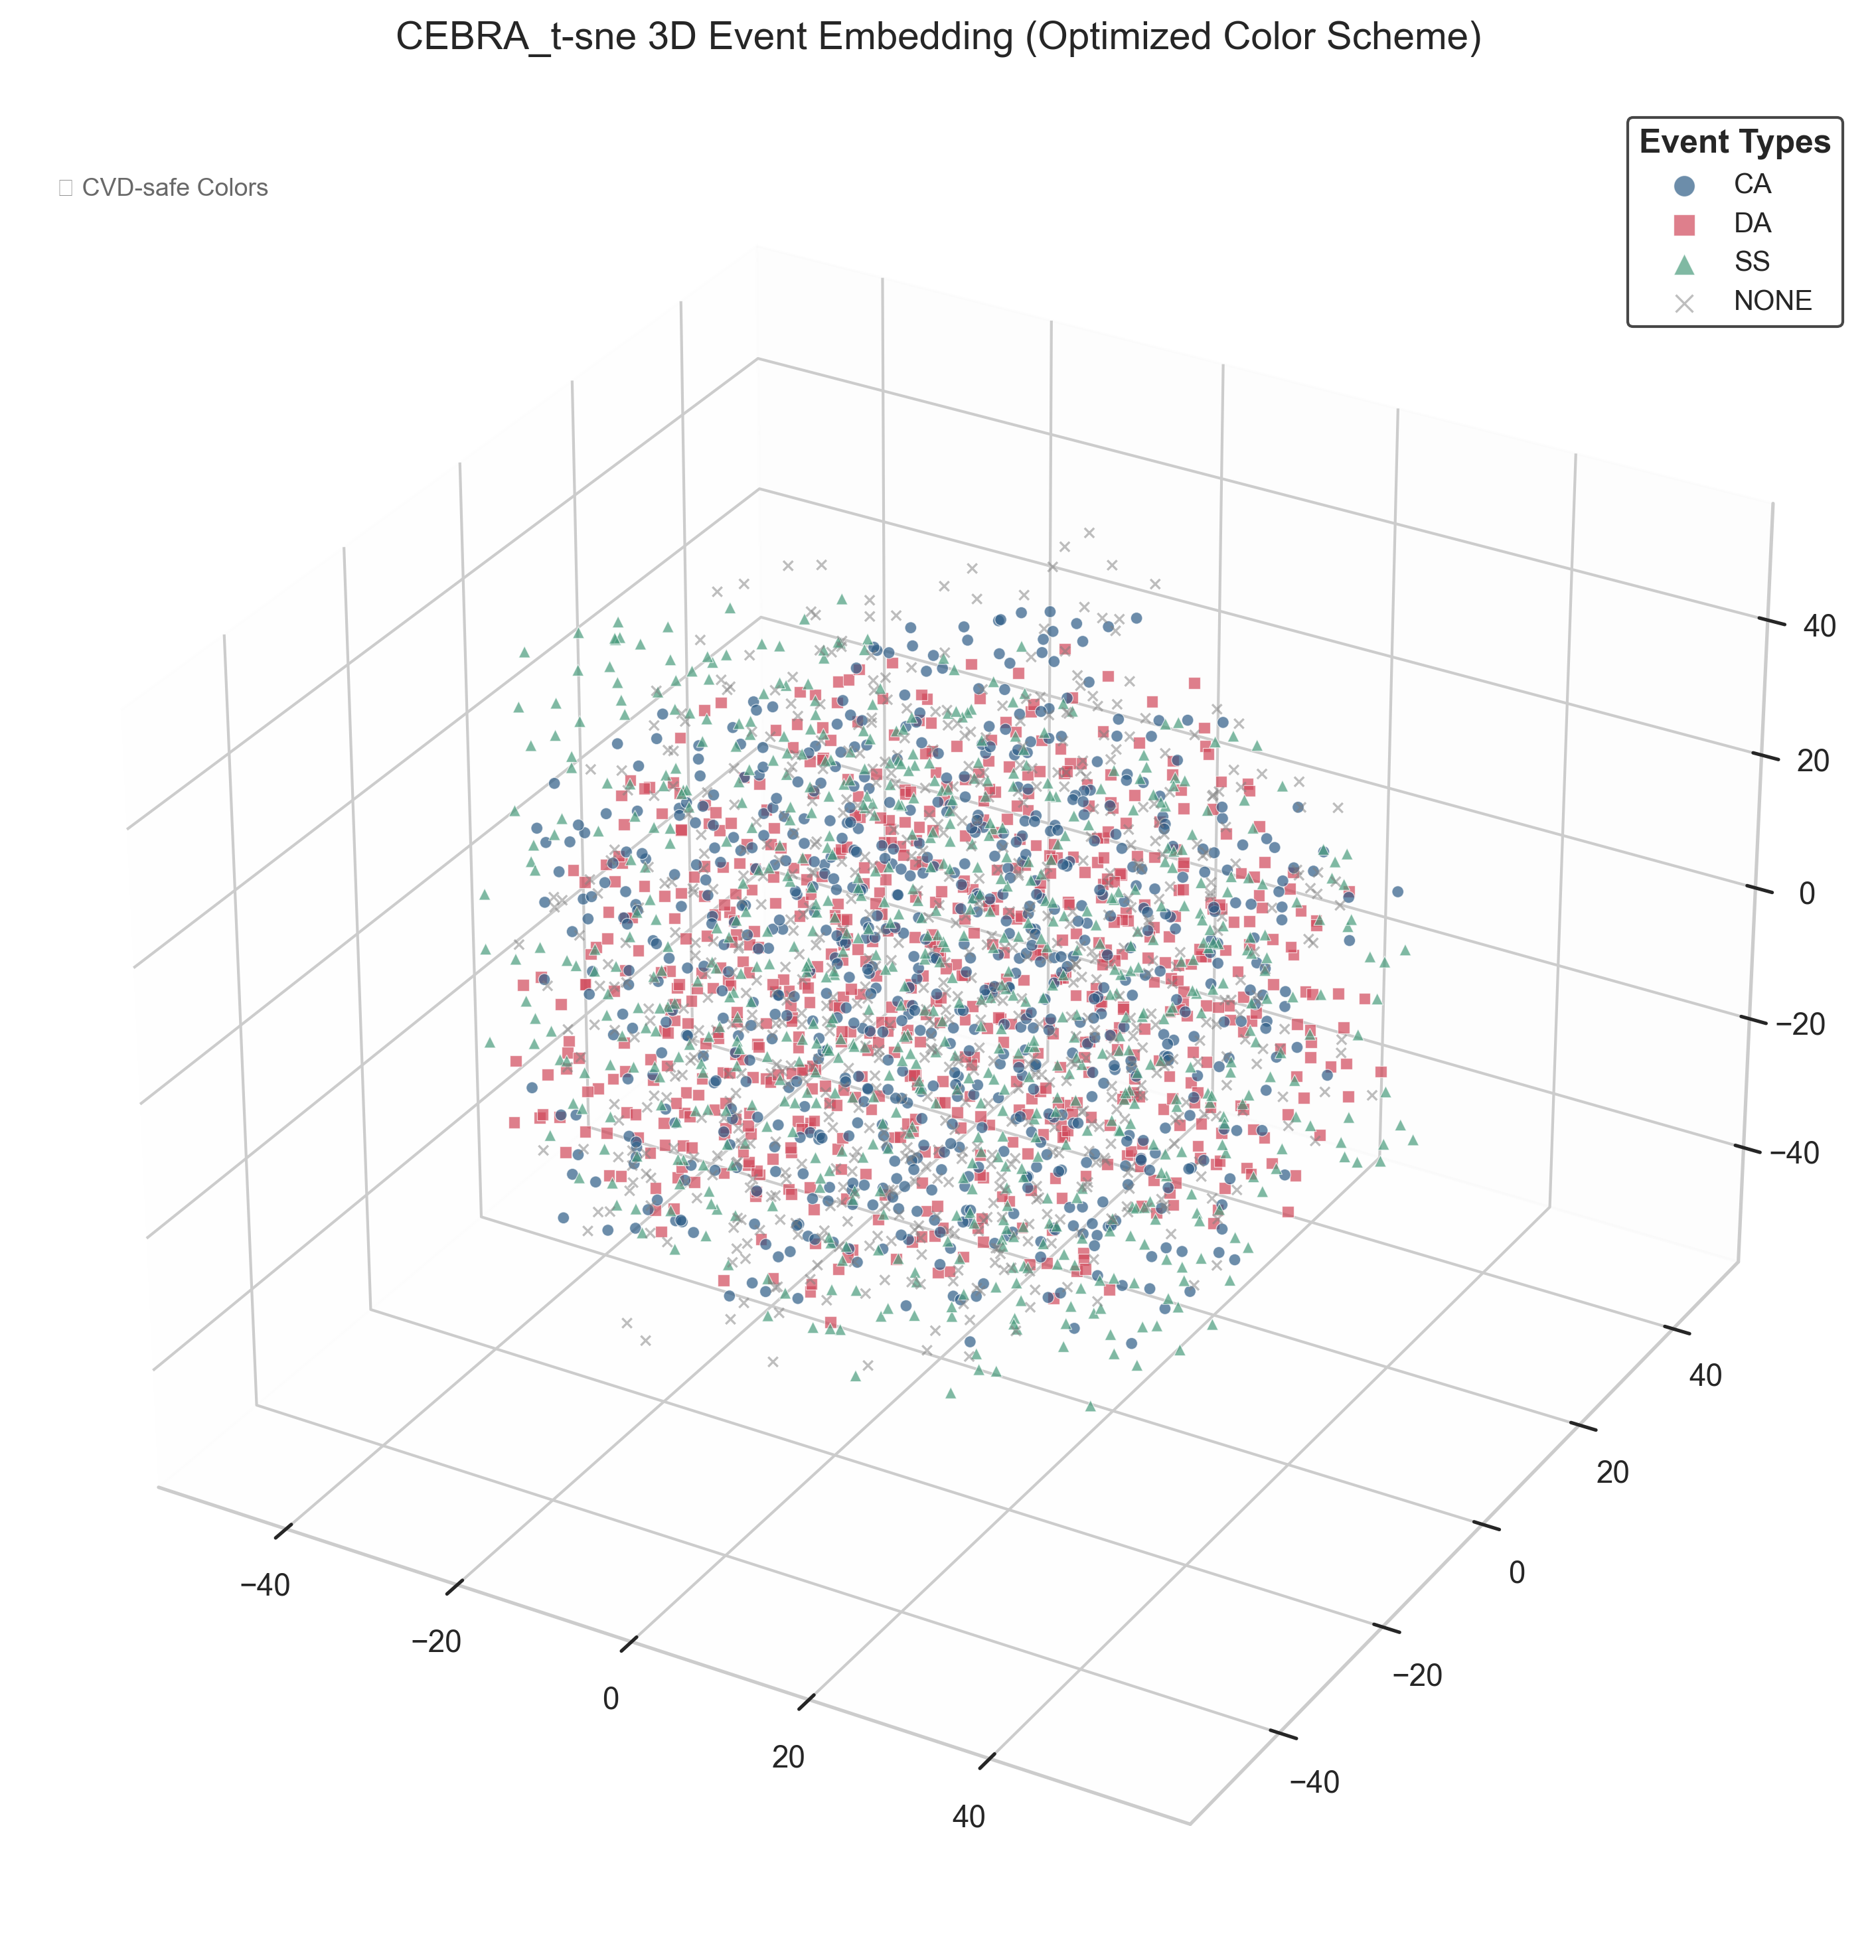 CEBRA_t-sne 3D Event Embedding (Optimized Color Scheme)
Event Types
CA
DA
SS
NONE
□ CVD-safe Colors
40
20
0
−20
−40
40
20
0
−20
−40
−40
−20
0
20
40